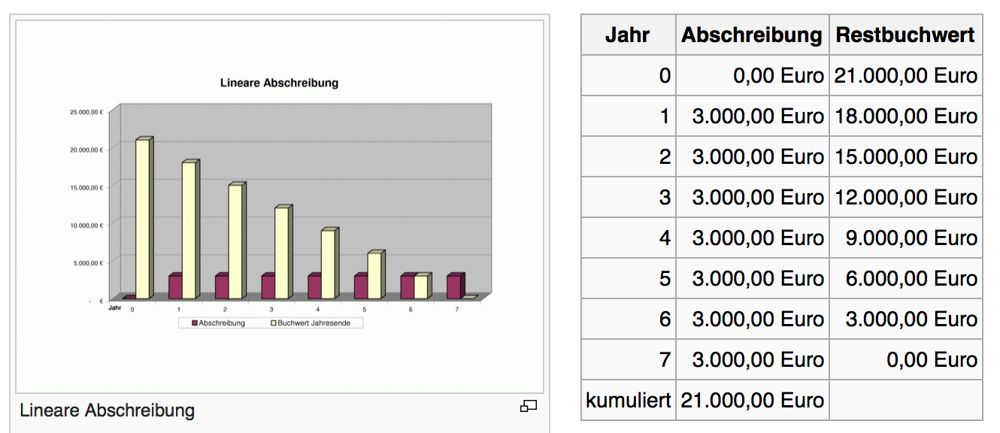 Lineare Abschreibung
25.000,00 €
20.000,00 €
15.000,00 €
10.000,00 €
5.000,00 €
- €
Jahr 0 1 2 3 4 5 6 7
Abschreibung Buchwert Jahresende
Lineare Abschreibung
Jahr Abschreibung Restbuchwert
0 0,00 Euro 21.000,00 Euro
1 3.000,00 Euro 18.000,00 Euro
2 3.000,00 Euro 15.000,00 Euro
3 3.000,00 Euro 12.000,00 Euro
4 3.000,00 Euro 9.000,00 Euro
5 3.000,00 Euro 6.000,00 Euro
6 3.000,00 Euro 3.000,00 Euro
7 3.000,00 Euro 0,00 Euro
kumuliert 21.000,00 Euro